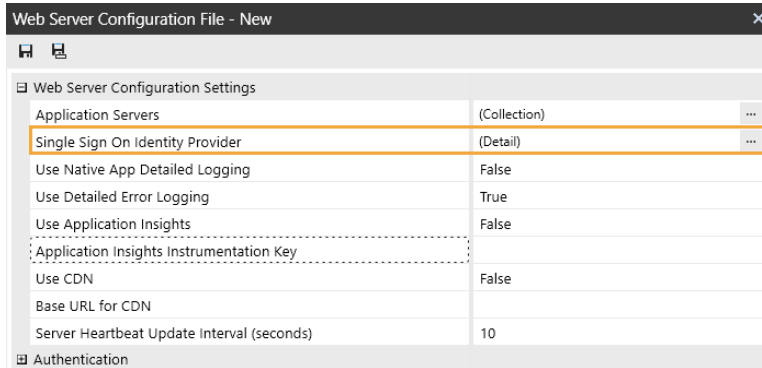 Web Server Configuration File - New
Web Server Configuration Settings
Application Servers (Collection) ...
Single Sign On Identity Provider (Detail) ...
Use Native App Detailed Logging False
Use Detailed Error Logging True
Use Application Insights False
Application Insights Instrumentation Key
Use CDN False
Base URL for CDN
Server Heartbeat Update Interval (seconds) 10
Authentication